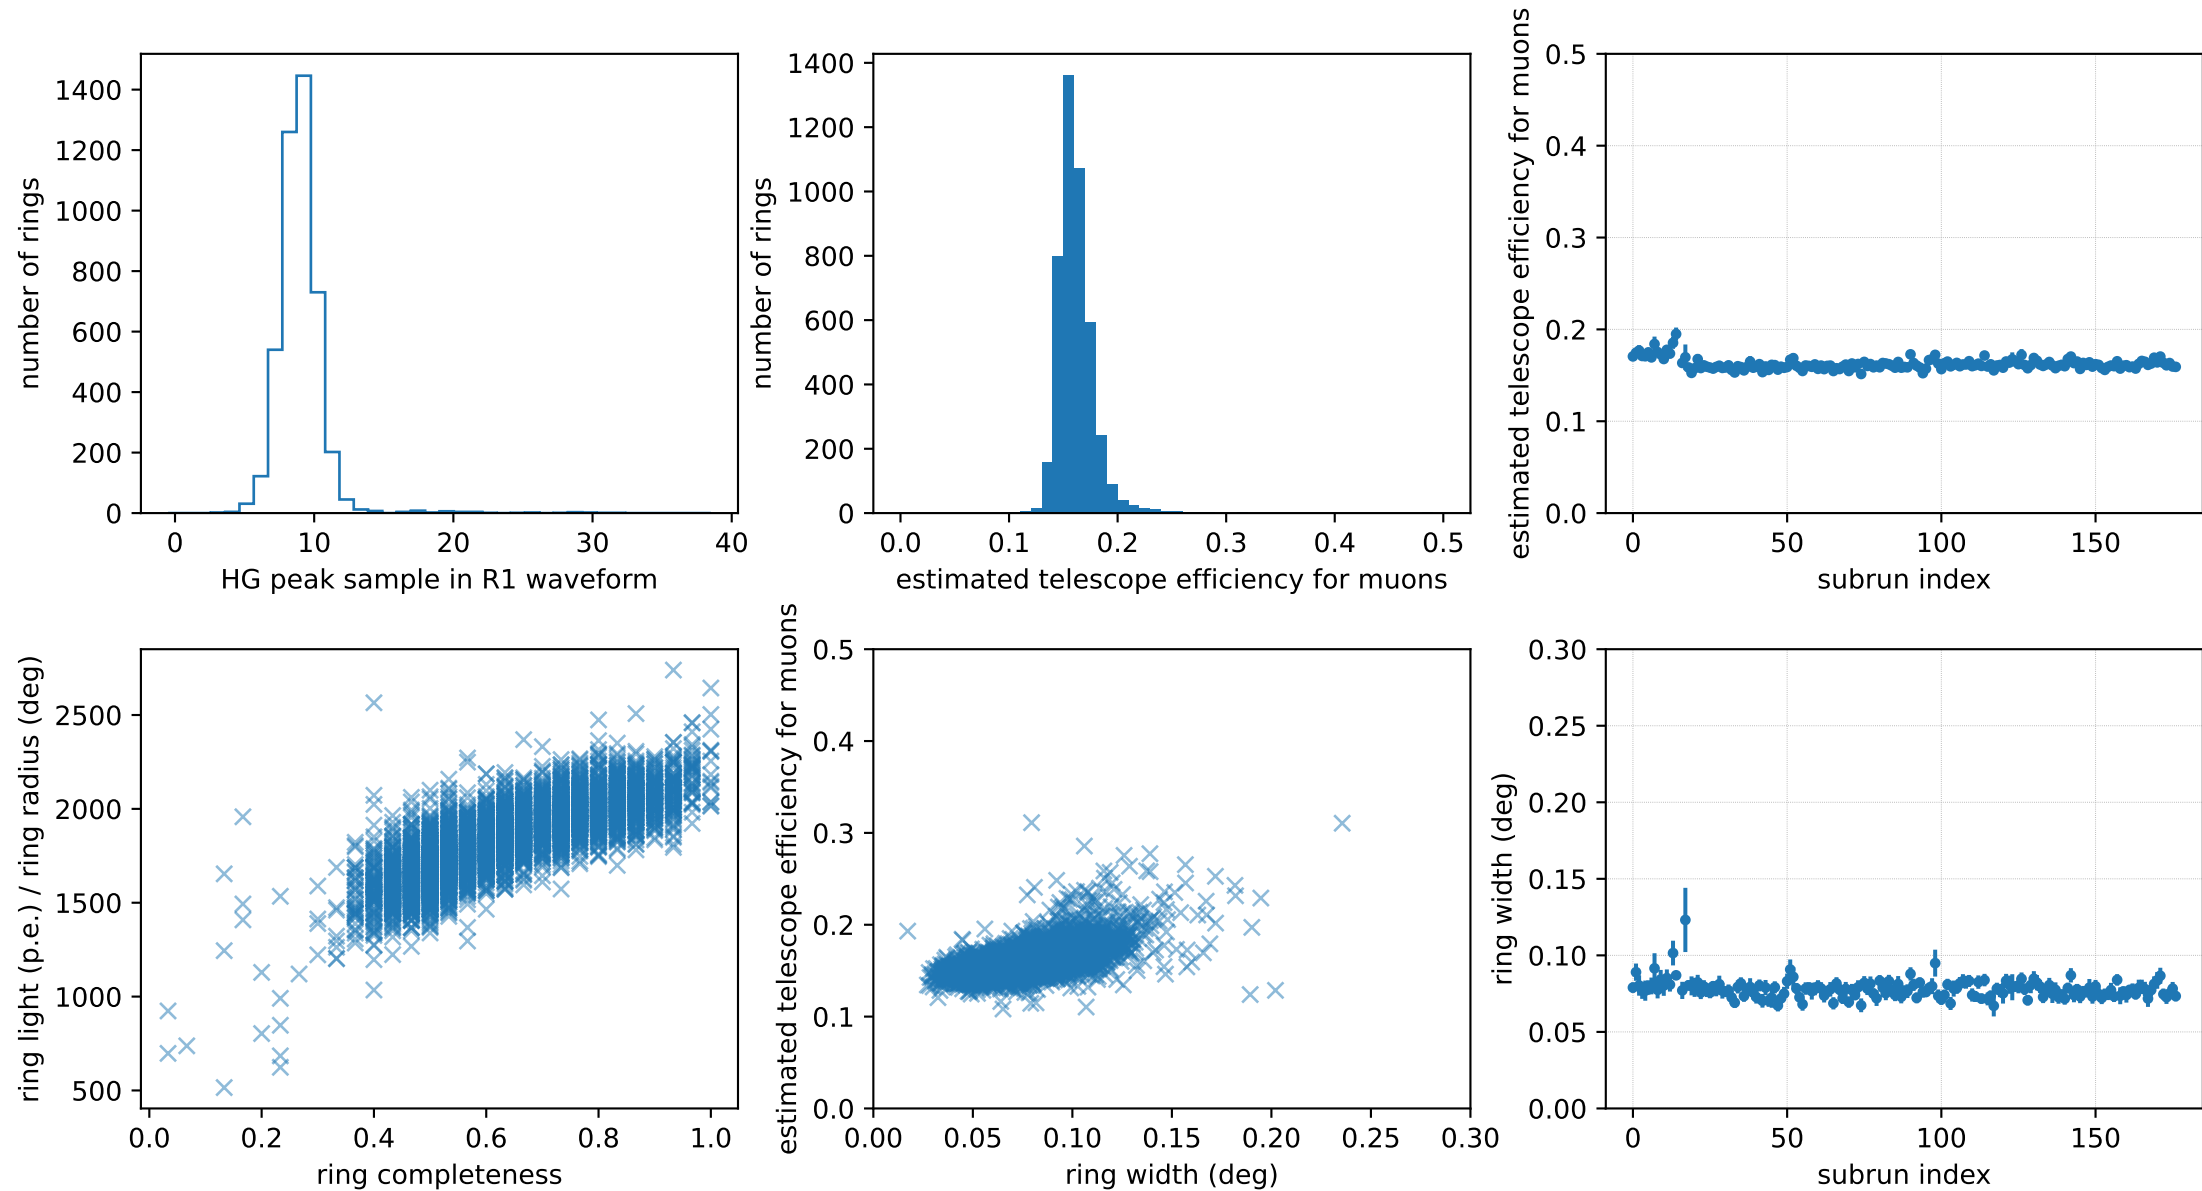 number of rings
1400
1200
1000
800
600
400
200
0
0 10 20 30 40
HG peak sample in R1 waveform
number of rings
1400
1200
1000
800
600
400
200
0
0.0 0.1 0.2 0.3 0.4 0.5
estimated telescope efficiency for muons
estimated telescope efficiency for muons
0.5
0.4
0.3
0.2
0.1
0.0
0 50 100 150
subrun index
ring light (p.e.) / ring radius (deg)
2500
2000
1500
1000
500
0.0 0.2 0.4 0.6 0.8 1.0
ring completeness
estimated telescope efficiency for muons
0.5
0.4
0.3
0.2
0.1
0.0
0.00 0.05 0.10 0.15 0.20 0.25 0.30
ring width (deg)
ring width (deg)
0.30
0.25
0.20
0.15
0.10
0.05
0.00
0 50 100 150
subrun index